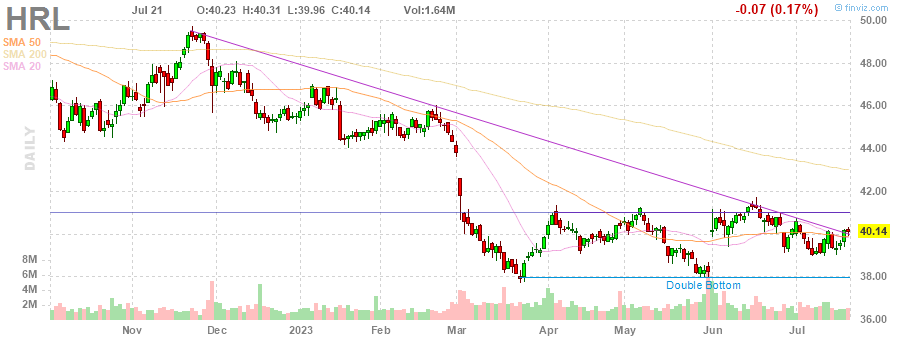 HRL
Jul 21 O:40.23 H:40.31 L:39.96 C:40.14 Vol:1.64M
-0.07 (0.17%)
finviz.com
SMA 50
SMA 200
SMA 20
DAILY
50.00
48.00
46.00
44.00
42.00
40.14
38.00
36.00
8M
6M
4M
2M
Double Bottom
Nov Dec 2023 Feb Mar Apr May Jun Jul